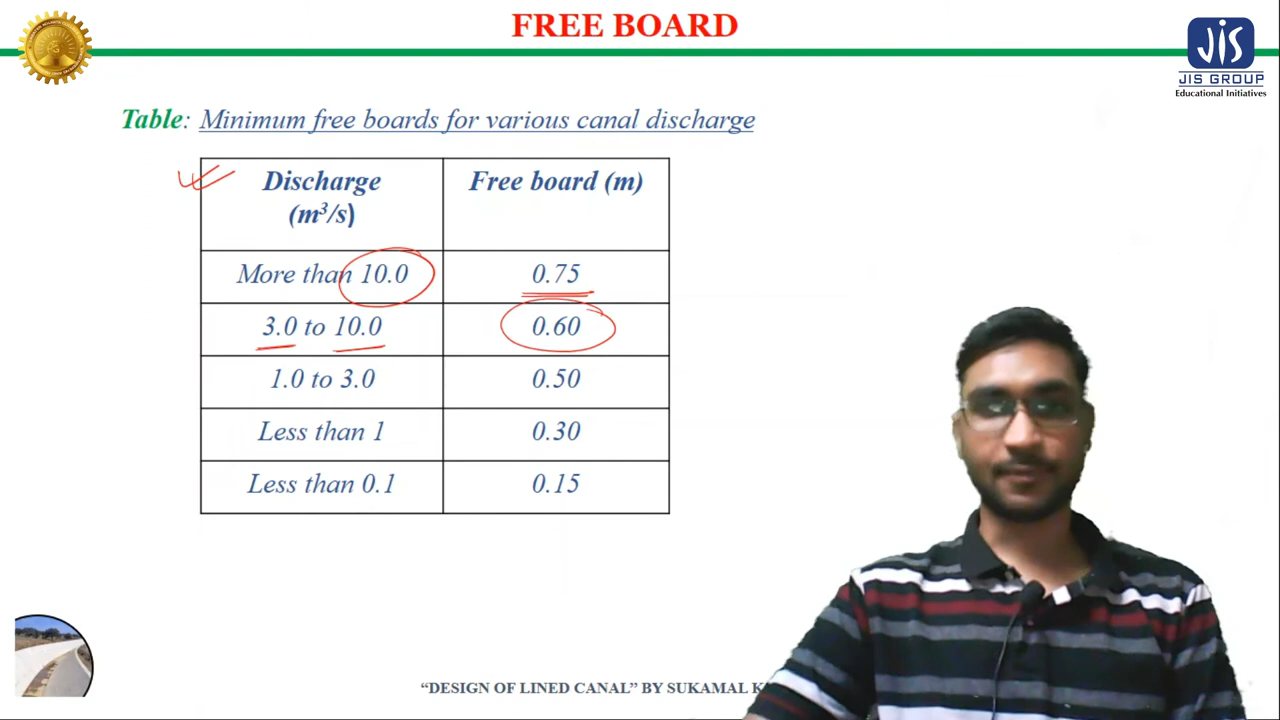 FREE BOARD
JIS
JIS GROUP
Educational Initiatives
Table: Minimum free boards for various canal discharge
Discharge
(m³/s)
Free board (m)
More than 10.0
0.75
3.0 to 10.0
0.60
1.0 to 3.0
0.50
Less than 1
0.30
Less than 0.1
0.15
“DESIGN OF LINED CANAL” BY SUKAMAL